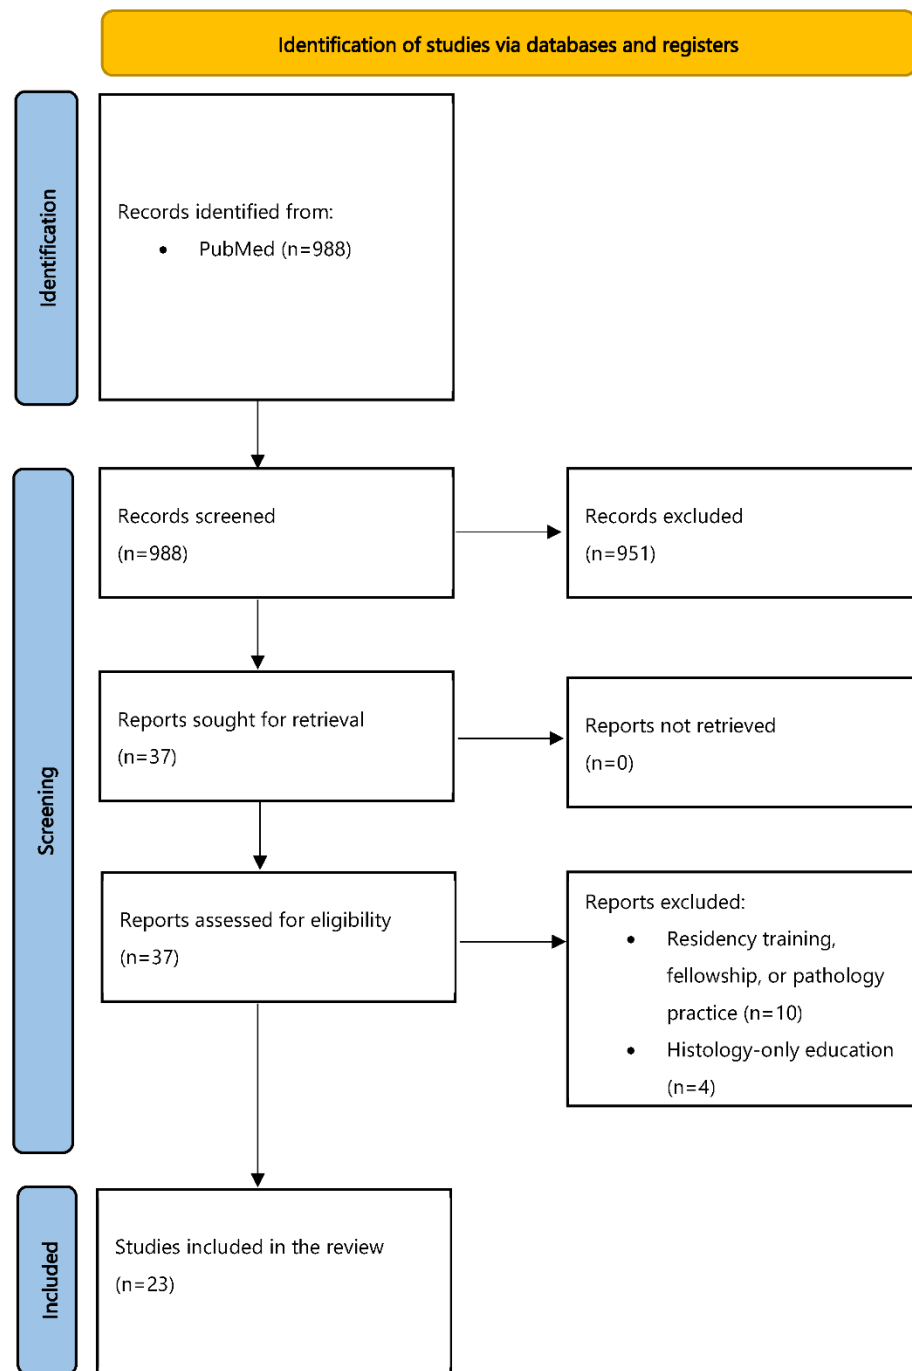 Identification of studies via databases and registers
Identification
Records identified from:
• PubMed (n=988)
Screening
Records screened
(n=988)
Records excluded
(n=951)
Reports sought for retrieval
(n=37)
Reports not retrieved
(n=0)
Reports assessed for eligibility
(n=37)
Reports excluded:
• Residency training,
fellowship, or pathology
practice (n=10)
• Histology-only education
(n=4)
Included
Studies included in the review
(n=23)